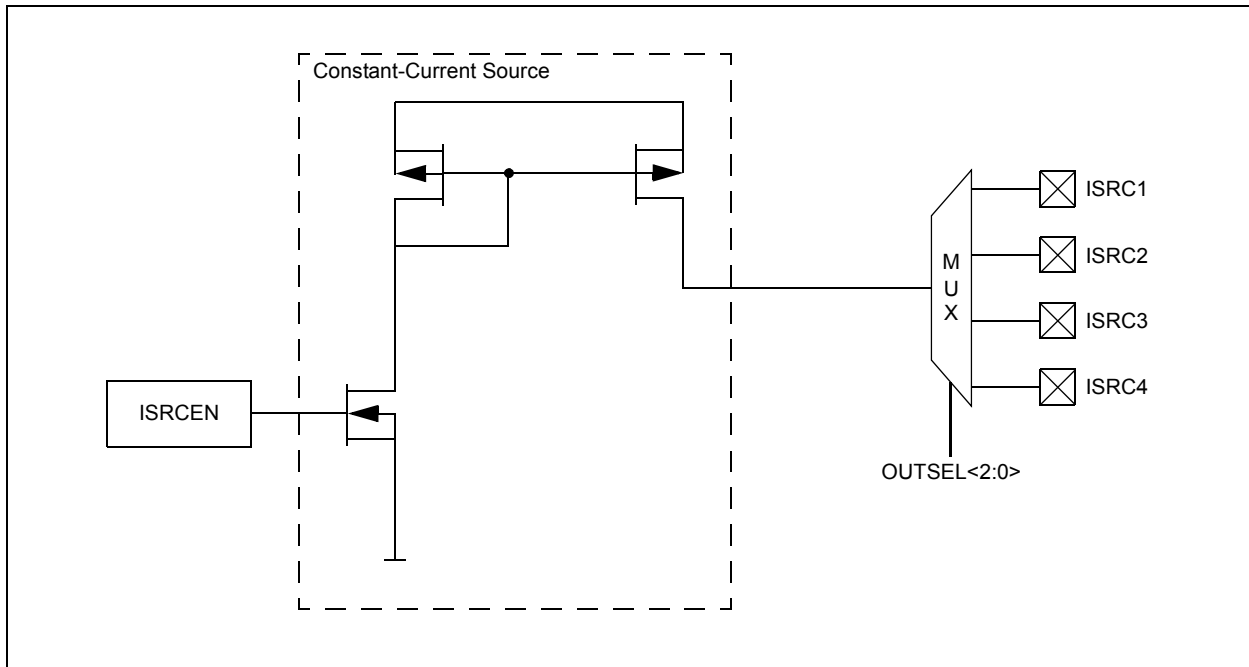 Constant-Current Source
ISRC1
ISRC2
ISRC3
ISRC4
M
U
X
ISRCEN
OUTSEL<2:0>